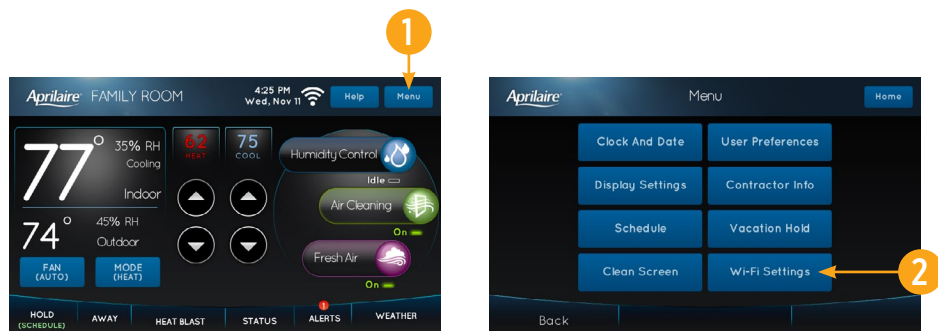 1
Aprilaire FAMILY ROOM
4:25 PM
Wed, Nov 11
Help
Menu
77°
35% RH
Cooling
Indoor
62
HEAT
75
COOL
Humidity Control
Idle
Air Cleaning
On
Fresh Air
On
74°
45% RH
Outdoor
FAN
(AUTO)
MODE
(HEAT)
HOLD
(SCHEDULE)
AWAY
HEAT BLAST
STATUS
1
ALERTS
WEATHER
Aprilaire
Menu
Home
Clock And Date
User Preferences
Display Settings
Contractor Info
Schedule
Vacation Hold
Clean Screen
Wi-Fi Settings
2
Back